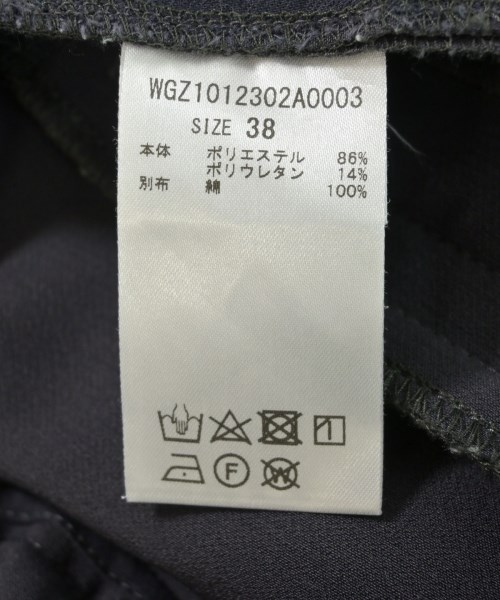 WGZ1012302A0003
SIZE 38
本体 ポリエステル 86%
ポリウレタン 14%
別布 綿 100%
F
W